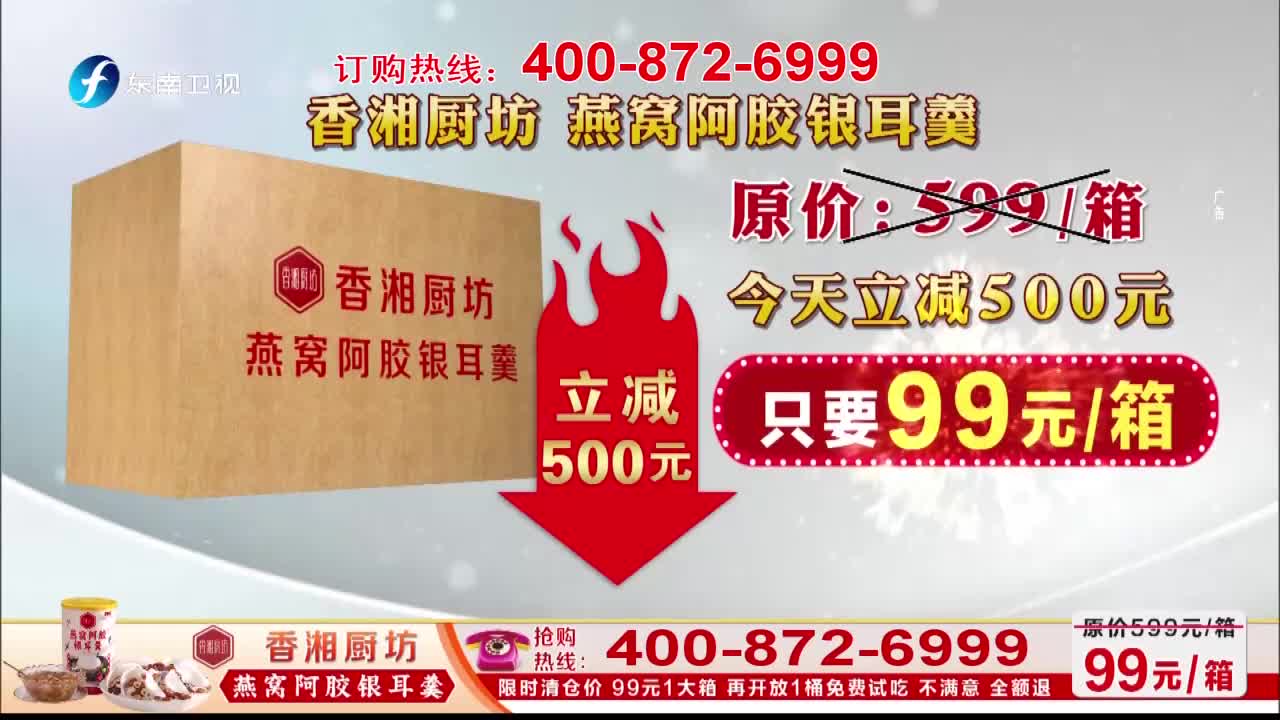 东南卫视
订购热线：400-872-6999
香湘厨坊 燕窝阿胶银耳羹
原价：599/箱
广告
今天立减500元
只要99元/箱
香湘厨坊 香湘厨坊
燕窝阿胶银耳羹
立减
500元
燕窝阿胶
银耳羹
香湘厨坊 香湘厨坊
燕窝阿胶银耳羹
抢购
热线：
400-872-6999
限时清仓价 99元1大箱 再开放1桶免费试吃 不满意 全额退
原价599元/箱
99元/箱